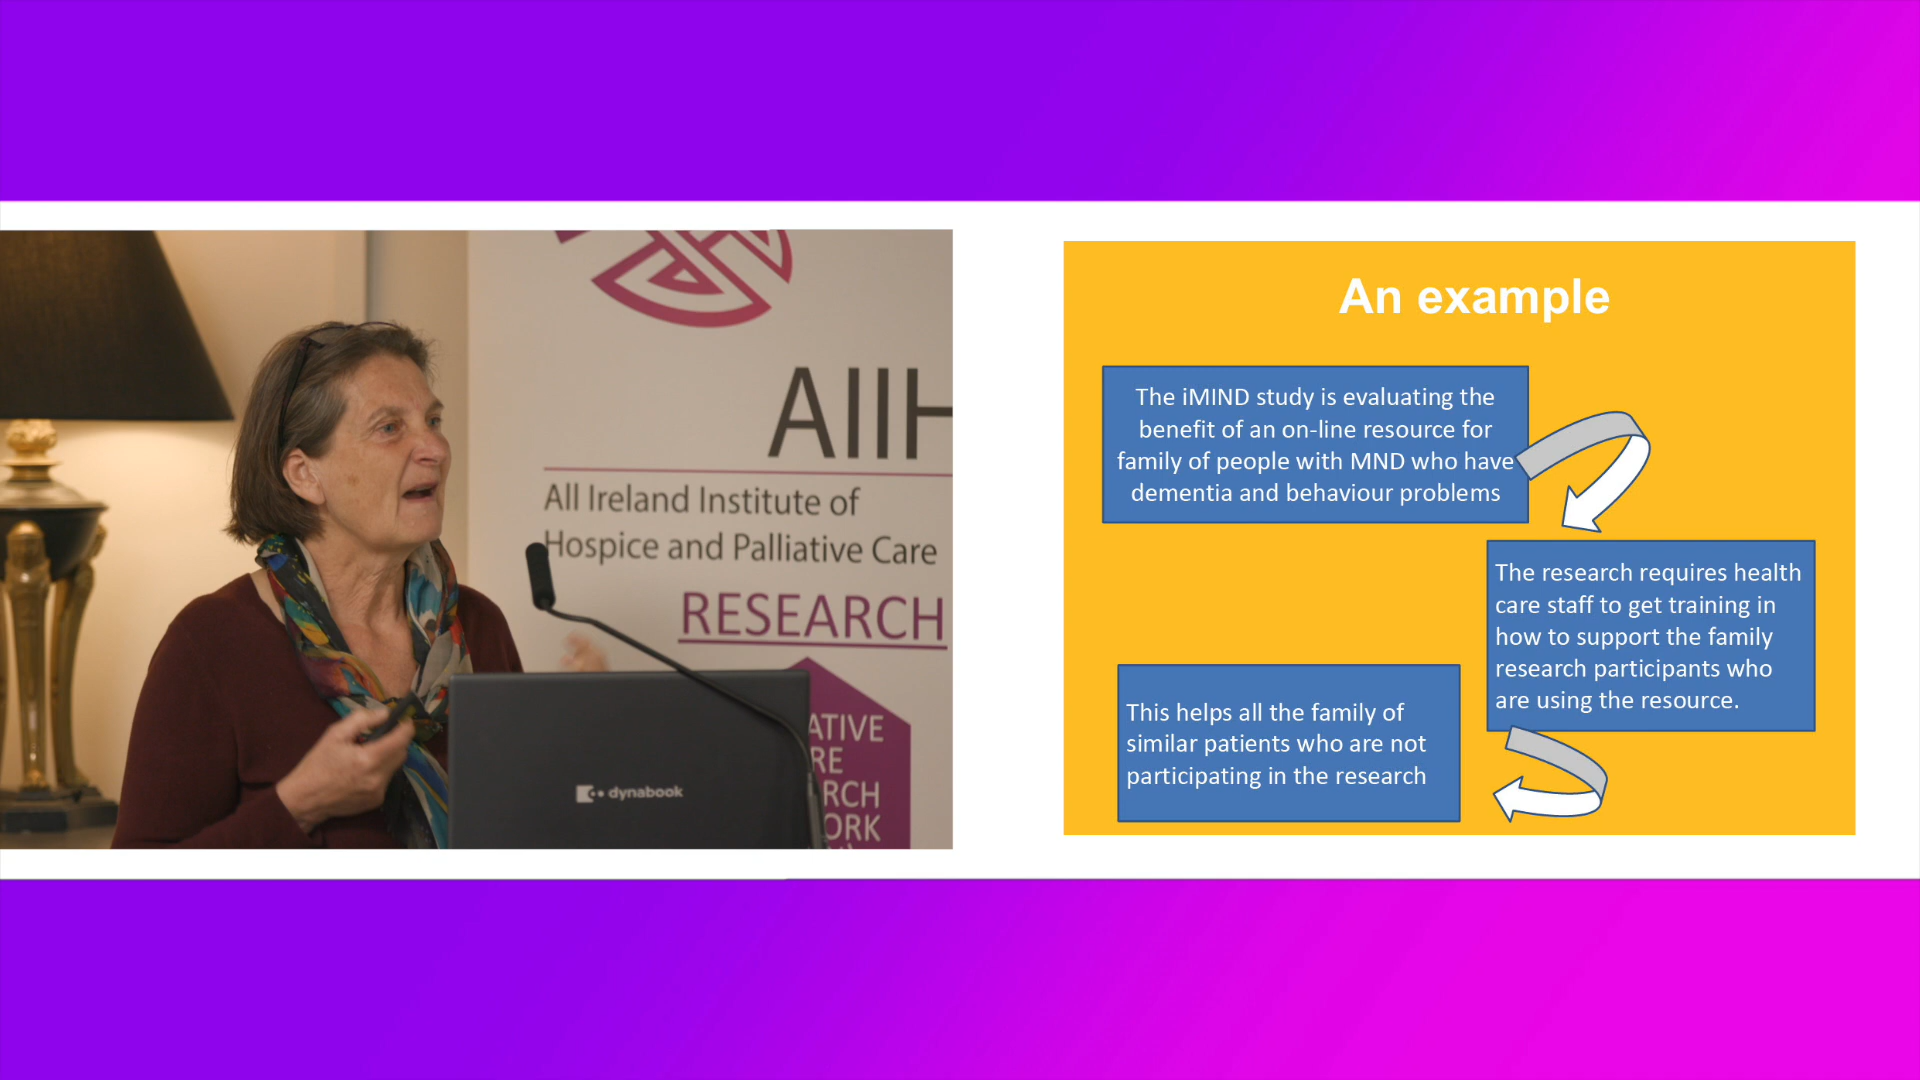 AIIH
All Ireland Institute of
Hospice and Palliative Care
RESEARCH
ATIVE
RE
RCH
ORK
dynabook
An example
The iMIND study is evaluating the
benefit of an on-line resource for
family of people with MND who have
dementia and behaviour problems
The research requires health
care staff to get training in
how to support the family
research participants who
are using the resource.
This helps all the family of
similar patients who are not
participating in the research